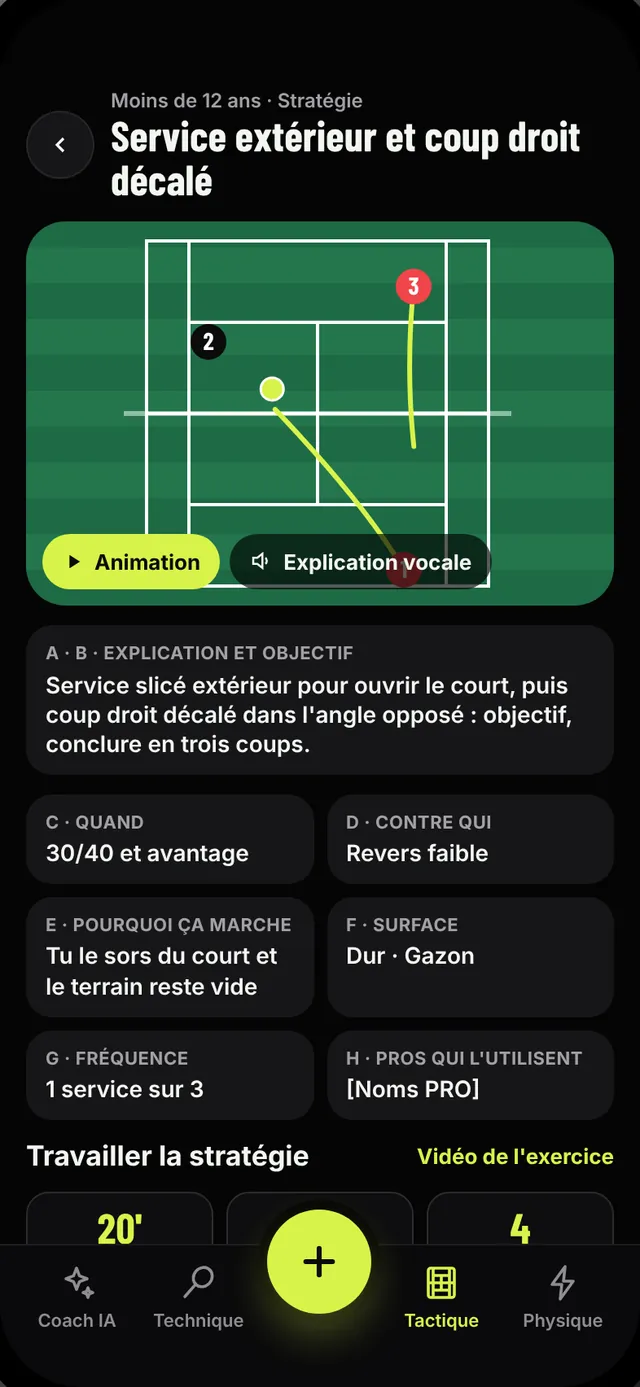 Moins de 12 ans · Stratégie
Service extérieur et coup droit
décalé
3
2
Animation
Explication vocale
A · B · EXPLICATION ET OBJECTIF
Service slicé extérieur pour ouvrir le court, puis
coup droit décalé dans l'angle opposé : objectif,
conclure en trois coups.
C · QUAND
30/40 et avantage
D · CONTRE QUI
Revers faible
E · POURQUOI ÇA MARCHE
Tu le sors du court et
le terrain reste vide
F · SURFACE
Dur · Gazon
G · FRÉQUENCE
1 service sur 3
H · PROS QUI L'UTILISENT
[Noms PRO]
Travailler la stratégie
Vidéo de l'exercice
20'
4
Coach IA
Technique
Tactique
Physique